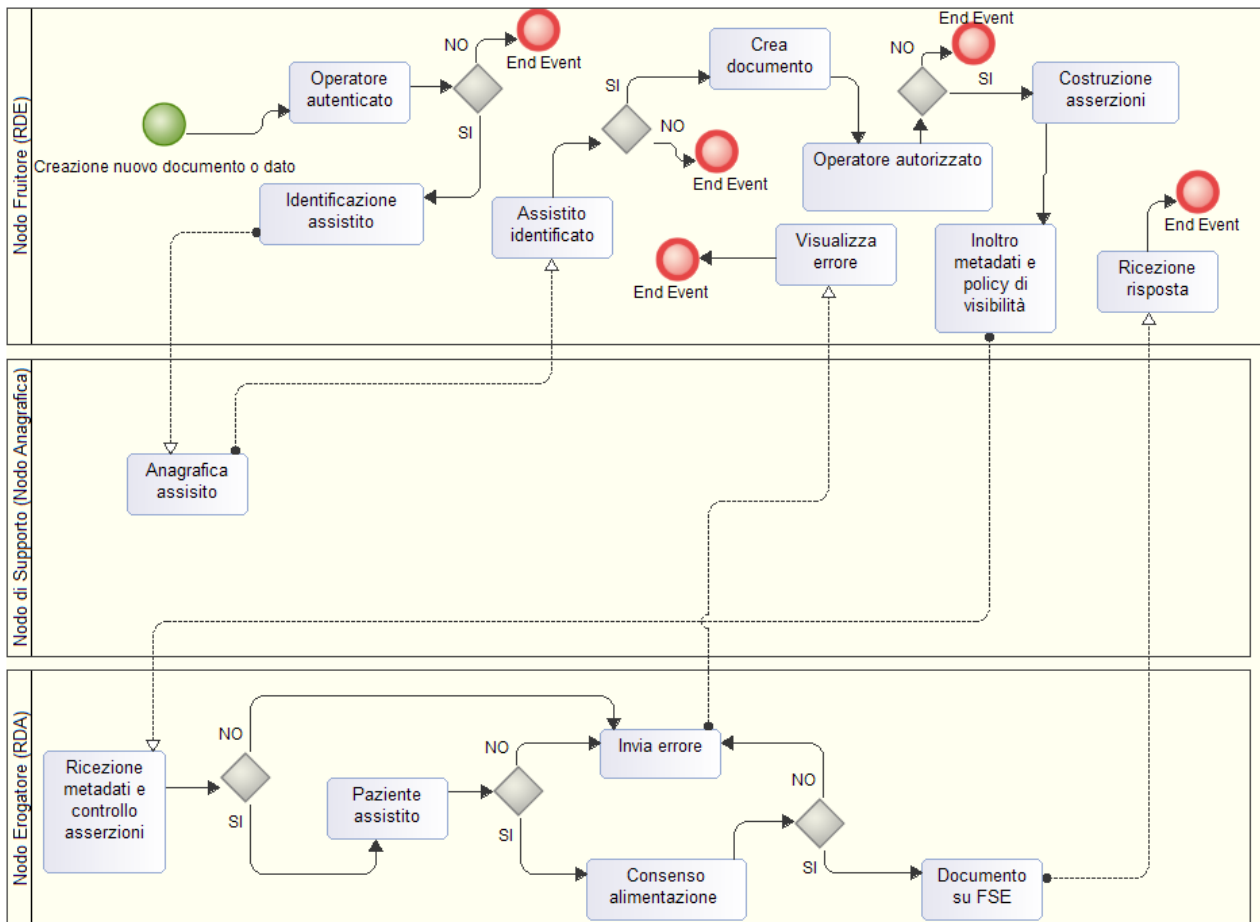 Nodo Fruitore (RDE)
Creazione nuovo documento o dato
Operatore
autenticato
NO
End Event
SI
Identificazione
assistito
Assistito
identificato
SI
NO
End Event
Crea
documento
Operatore autorizzato
NO
End Event
SI
Costruzione
asserzioni
Inoltro
metadati e
policy di
visibilità
Visualizza
errore
End Event
Ricezione
risposta
End Event
Nodo di Supporto (Nodo Anagrafica)
Anagrafica
assisito
Nodo Erogatore (RDA)
Ricezione
metadati e
controllo
asserzioni
NO
SI
Paziente
assistito
NO
SI
Invia errore
Consenso
alimentazione
NO
SI
Documento
su FSE